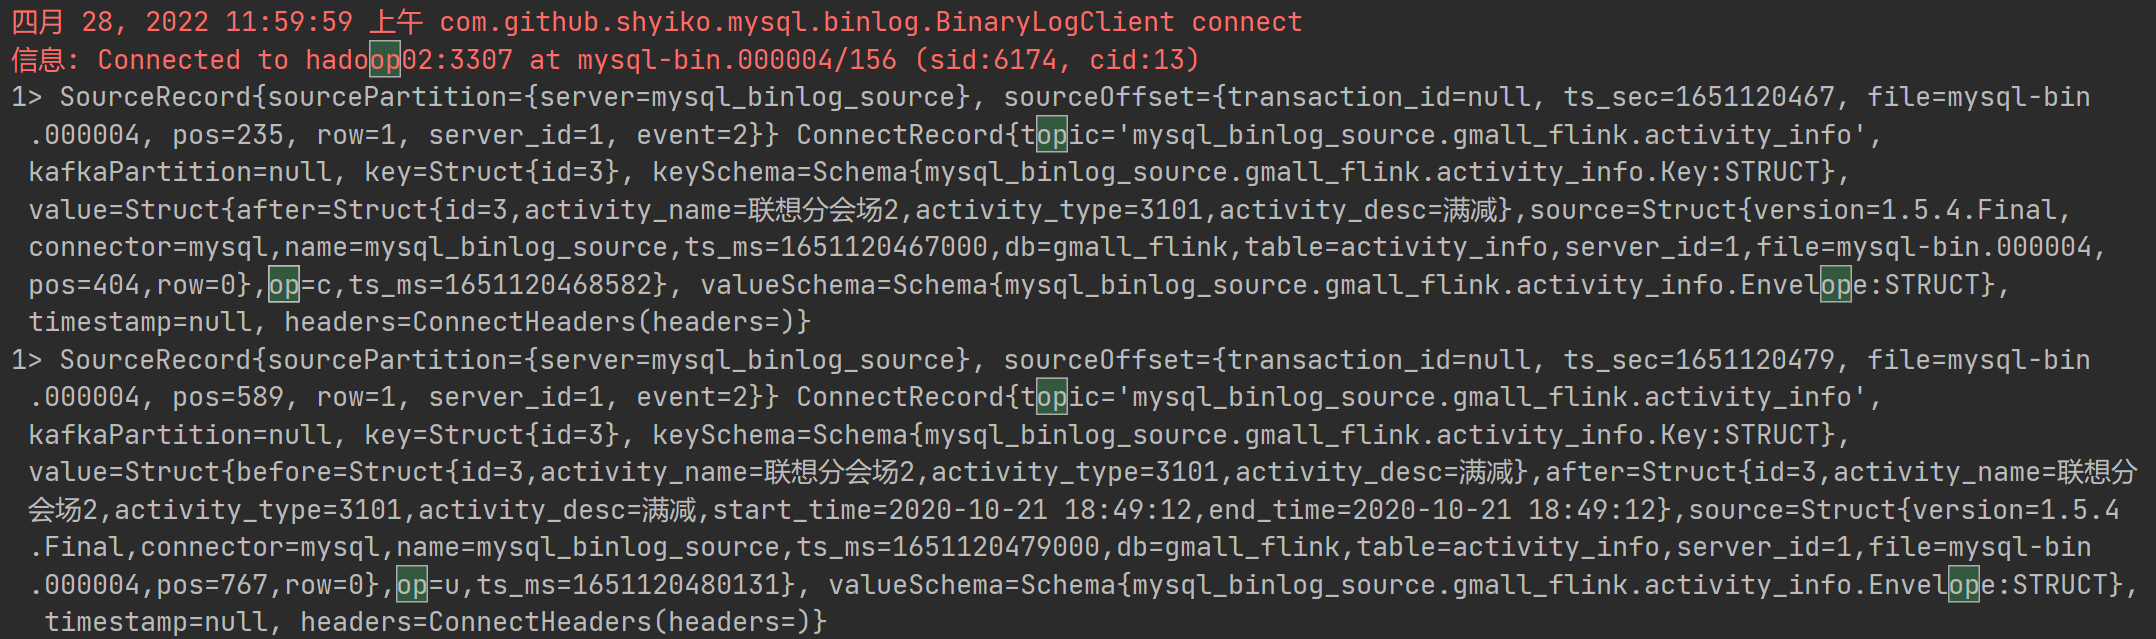 四月 28, 2022 11:59:59 上午 com.github.shyiko.mysql.binlog.BinaryLogClient connect
信息: Connected to hadoop02:3307 at mysql-bin.000004/156 (sid:6174, cid:13)
1> SourceRecord{sourcePartition={server=mysql_binlog_source}, sourceOffset={transaction_id=null, ts_sec=1651120467, file=mysql-bin
.000004, pos=235, row=1, server_id=1, event=2}} ConnectRecord{topic='mysql_binlog_source.gmall_flink.activity_info',
kafkaPartition=null, key=Struct{id=3}, keySchema=Schema{mysql_binlog_source.gmall_flink.activity_info.Key:STRUCT},
value=Struct{after=Struct{id=3,activity_name=联想分会场2,activity_type=3101,activity_desc=满减},source=Struct{version=1.5.4.Final,
connector=mysql,name=mysql_binlog_source,ts_ms=1651120467000,db=gmall_flink,table=activity_info,server_id=1,file=mysql-bin.000004,
pos=404,row=0},op=c,ts_ms=1651120468582}, valueSchema=Schema{mysql_binlog_source.gmall_flink.activity_info.Envelope:STRUCT},
timestamp=null, headers=ConnectHeaders(headers=)}
1> SourceRecord{sourcePartition={server=mysql_binlog_source}, sourceOffset={transaction_id=null, ts_sec=1651120479, file=mysql-bin
.000004, pos=589, row=1, server_id=1, event=2}} ConnectRecord{topic='mysql_binlog_source.gmall_flink.activity_info',
kafkaPartition=null, key=Struct{id=3}, keySchema=Schema{mysql_binlog_source.gmall_flink.activity_info.Key:STRUCT},
value=Struct{before=Struct{id=3,activity_name=联想分会场2,activity_type=3101,activity_desc=满减},after=Struct{id=3,activity_name=联想分
会场2,activity_type=3101,activity_desc=满减,start_time=2020-10-21 18:49:12,end_time=2020-10-21 18:49:12},source=Struct{version=1.5.4
.Final,connector=mysql,name=mysql_binlog_source,ts_ms=1651120479000,db=gmall_flink,table=activity_info,server_id=1,file=mysql-bin
.000004,pos=767,row=0},op=u,ts_ms=1651120480131}, valueSchema=Schema{mysql_binlog_source.gmall_flink.activity_info.Envelope:STRUCT},
timestamp=null, headers=ConnectHeaders(headers=)}